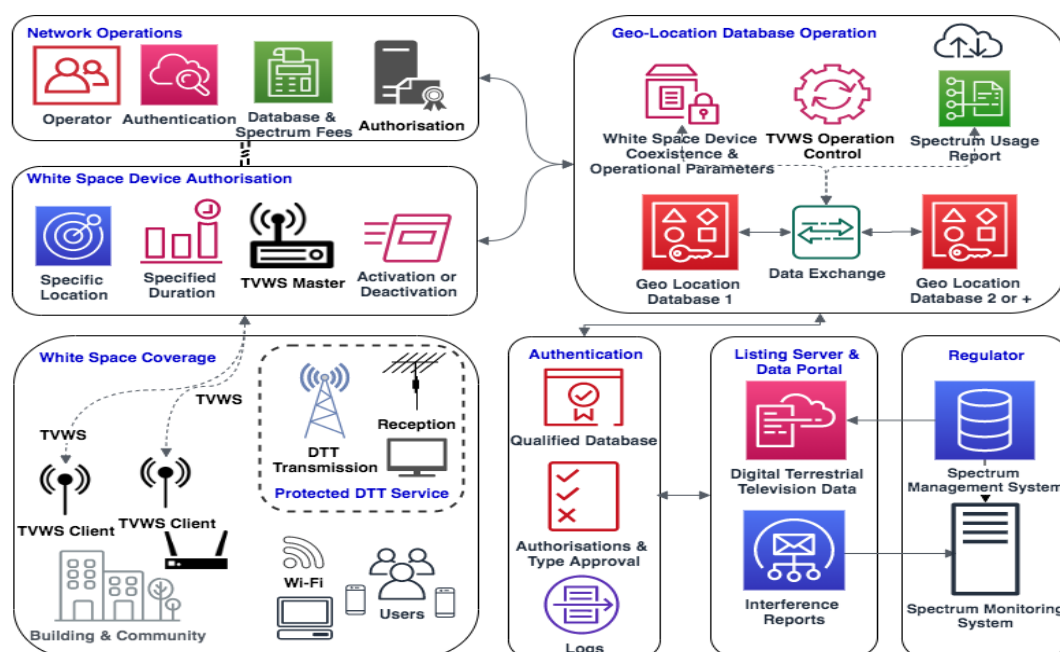 Network Operations
Operator
Authentication
Database &
Spectrum Fees
Authorisation
Geo-Location Database Operation
White Space Device
Coexistence &
Operational Parameters
TVWS Operation
Control
Spectrum Usage
Report
Geo Location
Database 1
Data Exchange
Geo Location
Database 2 or +
White Space Device Authorisation
Specific
Location
Specified
Duration
TVWS Master
Activation or
Deactivation
White Space Coverage
TVWS
TVWS
TVWS Client
TVWS Client
DTT
Transmission
Reception
Protected DTT Service
Building & Community
Wi-Fi
Users
Authentication
Qualified Database
Authorisations &
Type Approval
Logs
Listing Server &
Data Portal
Digital Terrestrial
Television Data
Interference
Reports
Regulator
Spectrum
Management System
Spectrum Monitoring
System